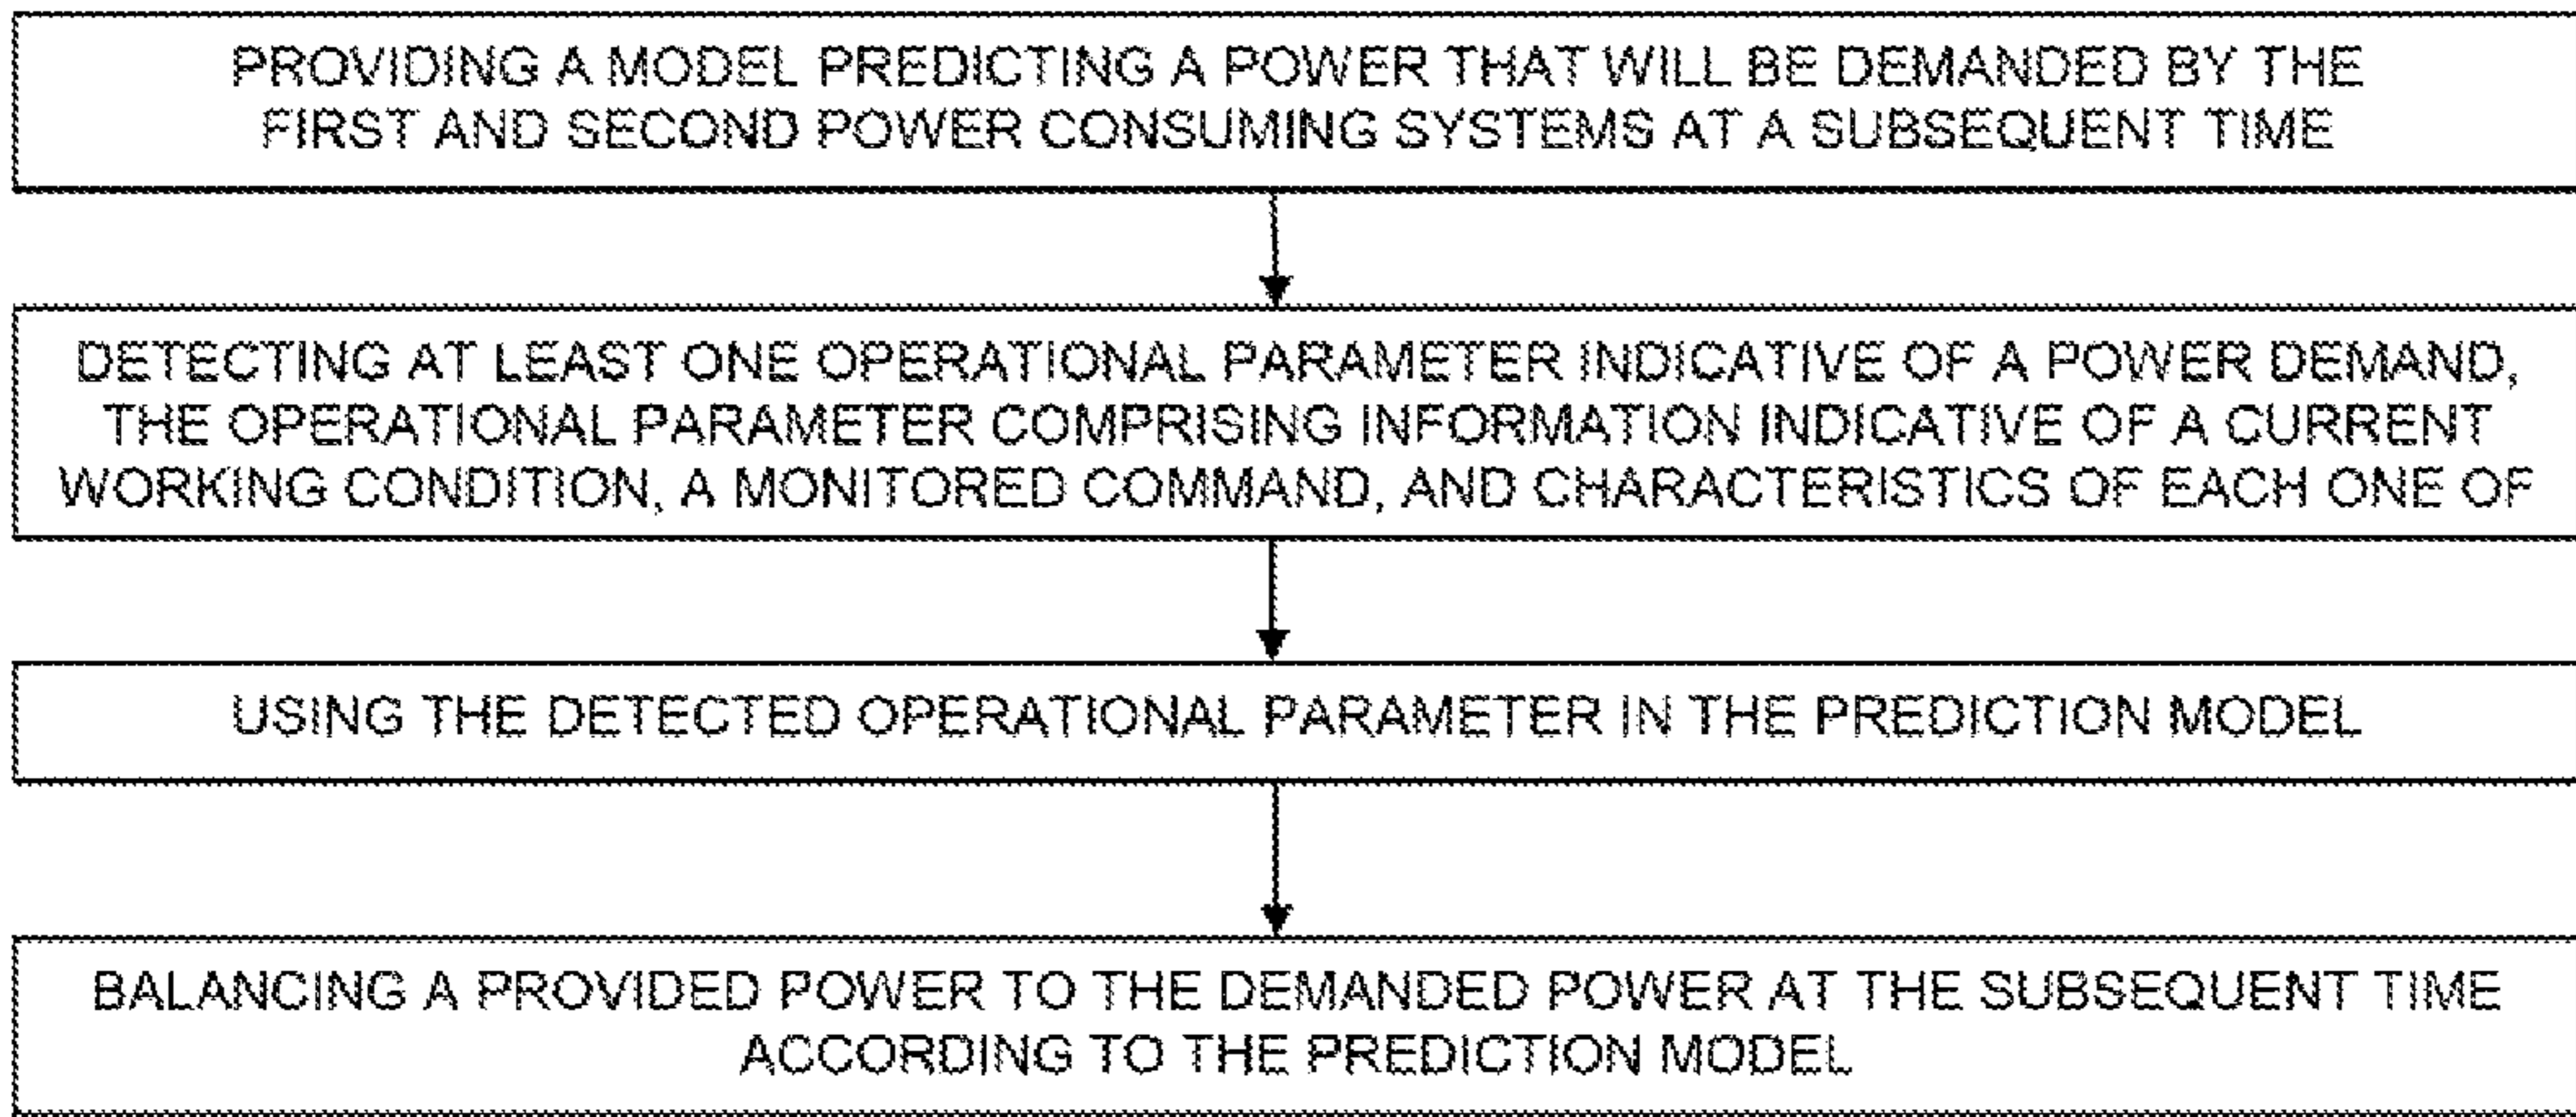 PROVIDING A MODEL PREDICTING A POWER THAT WILL BE DEMANDED BY THE
FIRST AND SECOND POWER CONSUMING SYSTEMS AT A SUBSEQUENT TIME
DETECTING AT LEAST ONE OPERATIONAL PARAMETER INDICATIVE OF A POWER DEMAND,
THE OPERATIONAL PARAMETER COMPRISING INFORMATION INDICATIVE OF A CURRENT
WORKING CONDITION, A MONITORED COMMAND, AND CHARACTERISTICS OF EACH ONE OF
USING THE DETECTED OPERATIONAL PARAMETER IN THE PREDICTION MODEL
BALANCING A PROVIDED POWER TO THE DEMANDED POWER AT THE SUBSEQUENT TIME
ACCORDING TO THE PREDICTION MODEL